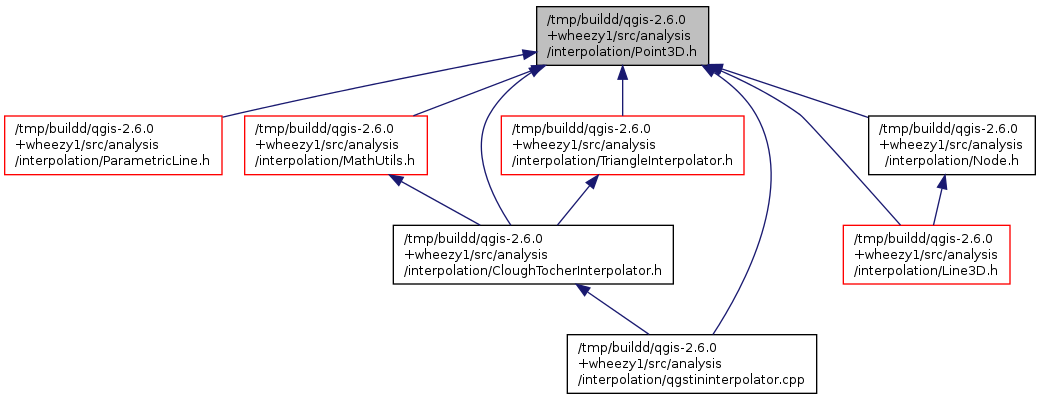 /tmp/buildd/qgis-2.6.0
+wheezy1/src/analysis
/interpolation/Point3D.h
/tmp/buildd/qgis-2.6.0
+wheezy1/src/analysis
/interpolation/ParametricLine.h
/tmp/buildd/qgis-2.6.0
+wheezy1/src/analysis
/interpolation/MathUtils.h
/tmp/buildd/qgis-2.6.0
+wheezy1/src/analysis
/interpolation/TriangleInterpolator.h
/tmp/buildd/qgis-2.6.0
+wheezy1/src/analysis
/interpolation/Node.h
/tmp/buildd/qgis-2.6.0
+wheezy1/src/analysis
/interpolation/CloughTocherInterpolator.h
/tmp/buildd/qgis-2.6.0
+wheezy1/src/analysis
/interpolation/Line3D.h
/tmp/buildd/qgis-2.6.0
+wheezy1/src/analysis
/interpolation/qgstininterpolator.cpp